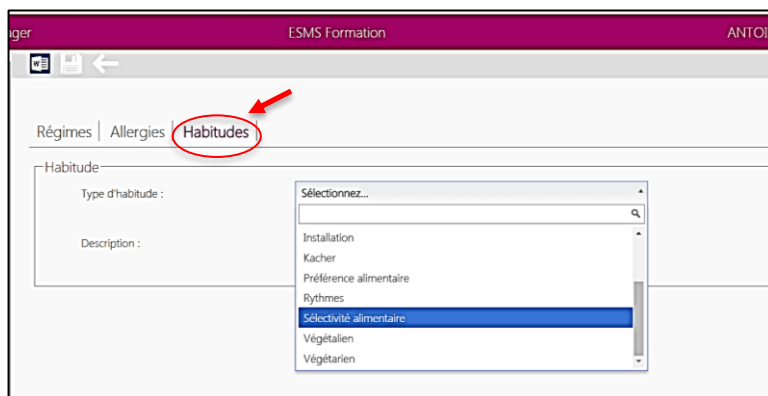 ager ESMS Formation ANTOI
Régimes | Allergies | Habitudes
Habitude
Type d'habitude : Sélectionnez...
Installation
Description :
Kacher
Préférence alimentaire
Rythmes
Sélectivité alimentaire
Végétalien
Végétarien